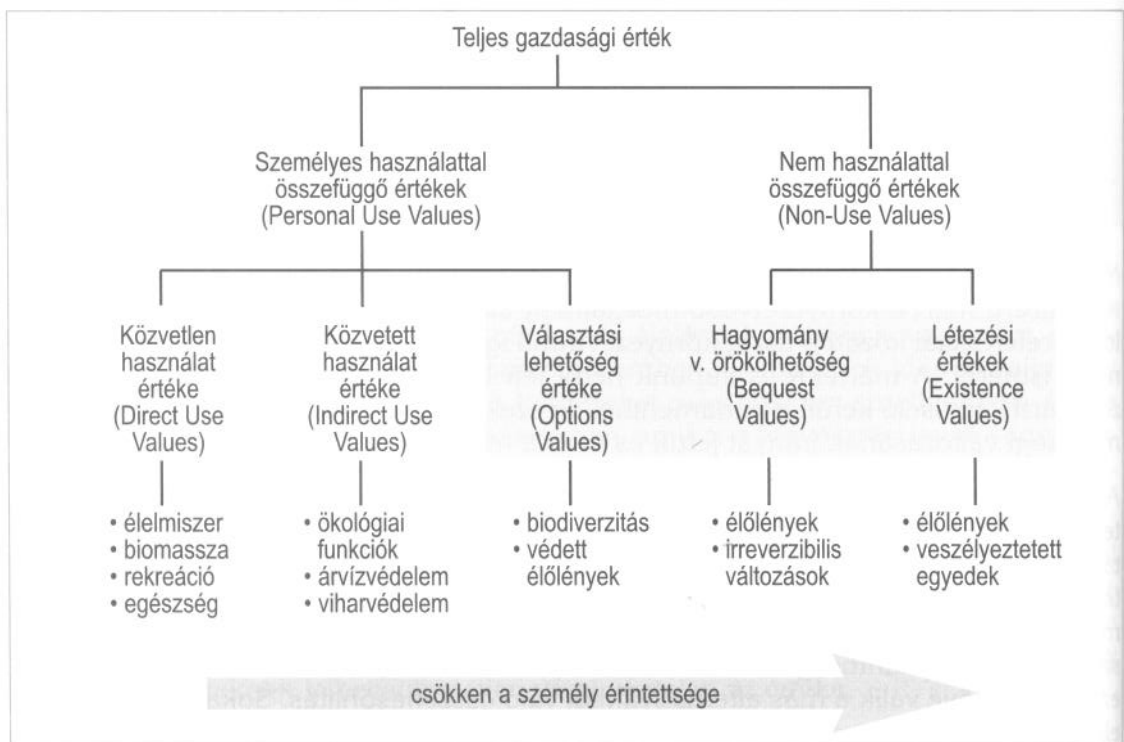 Teljes gazdasági érték
Személyes használattal
összefüggő értékek
(Personal Use Values)
Nem használattal
összefüggő értékek
(Non-Use Values)
Közvetlen
használat
értéke
(Direct Use
Values)
• élelmiszer
• biomassza
• rekreáció
• egészség
Közvetett
használat
értéke
(Indirect Use
Values)
• ökológiai
funkciók
• árvízvédelem
• viharvédelem
Választási
lehetőség
értéke
(Options
Values)
• biodiverzitás
• védett
élőlények
Hagyomány
v. örökölhetőség
(Bequest
Values)
• élőlények
• irreverzibilis
változások
Létezési
értékek
(Existence
Values)
• élőlények
• veszélyeztetett
egyedek
csökken a személy érintettsége